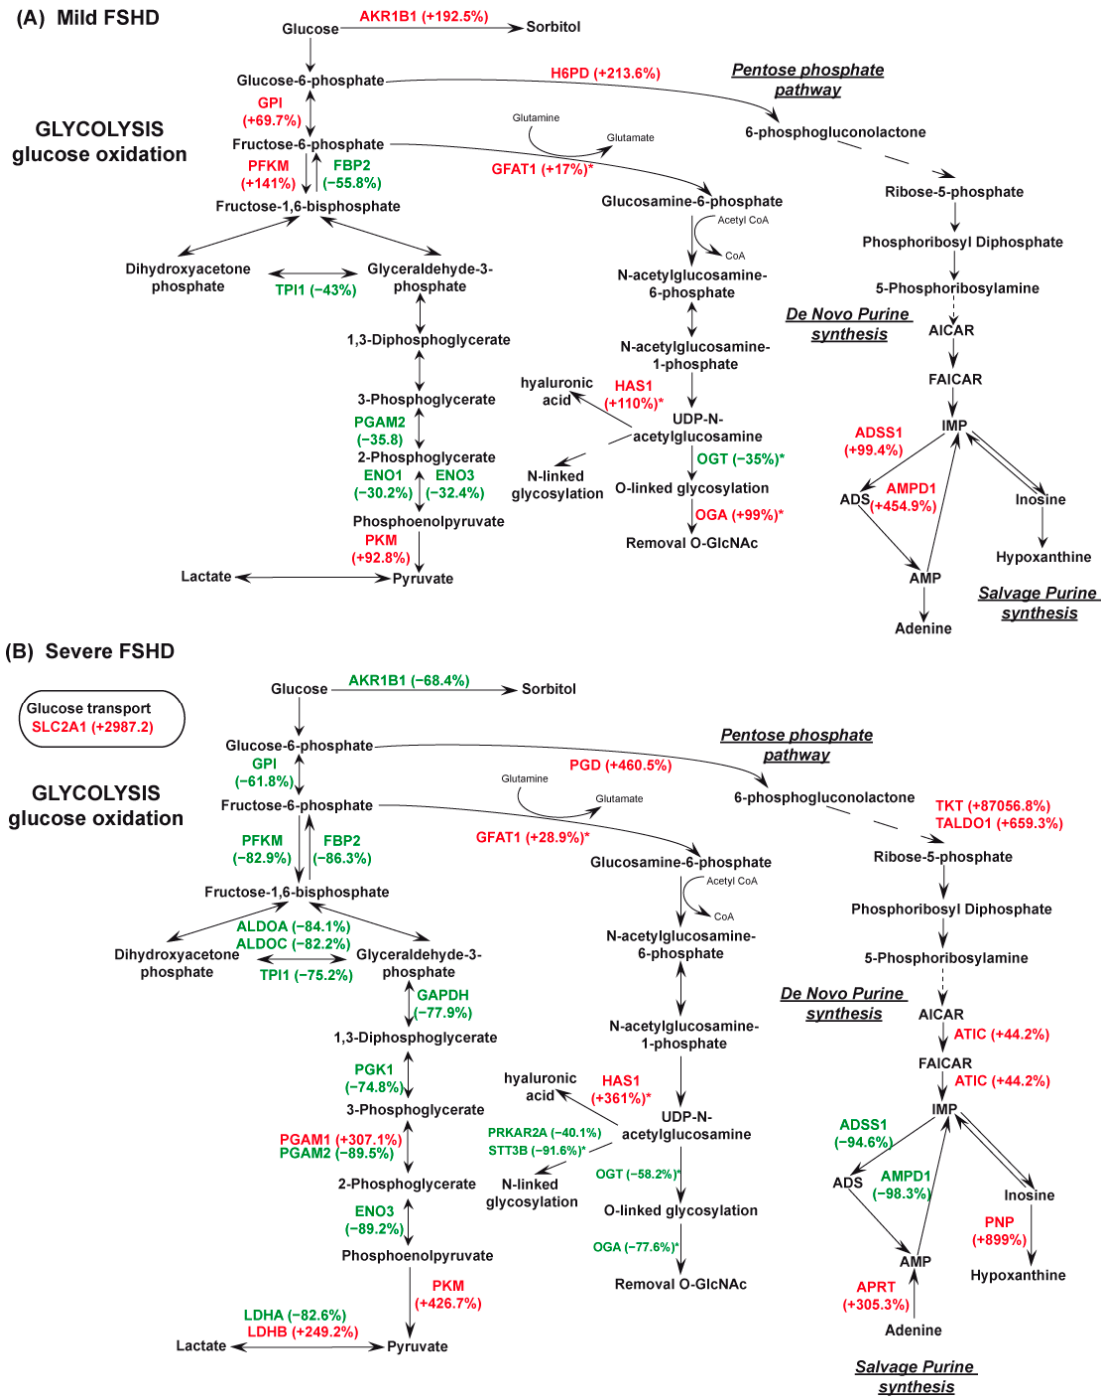 (A) Mild FSHD
AKR1B1 (+192.5%)
Glucose
Sorbitol
Glucose-6-phosphate
H6PD (+213.6%)
Pentose phosphate
pathway
GPI
(+69.7%)
GLYCOLYSIS
glucose oxidation
Glutamine
Glutamate
6-phosphogluconolactone
Fructose-6-phosphate
PFKM
(+141%)
FBP2
(−55.8%)
GFAT1 (+17%)*
Fructose-1,6-bisphosphate
Glucosamine-6-phosphate
Ribose-5-phosphate
Acetyl CoA
CoA
Phosphoribosyl Diphosphate
Dihydroxyacetone
phosphate
TPI1 (−43%)
Glyceraldehyde-3-
phosphate
N-acetylglucosamine-
6-phosphate
5-Phosphoribosylamine
De Novo Purine
synthesis
AICAR
1,3-Diphosphoglycerate
N-acetylglucosamine-
1-phosphate
FAICAR
hyaluronic
acid
HAS1
(+110%)*
3-Phosphoglycerate
PGAM2
(−35.8)
UDP-N-
acetylglucosamine
IMP
ADSS1
(+99.4%)
2-Phosphoglycerate
OGT (−35%)*
ENO1
(−30.2%)
ENO3
(−32.4%)
N-linked
glycosylation
O-linked glycosylation
ADS
AMPD1
(+454.9%)
Inosine
Phosphoenolpyruvate
OGA (+99%)*
PKM
(+92.8%)
Removal O-GlcNAc
Hypoxanthine
Lactate
Pyruvate
AMP
Salvage Purine
synthesis
Adenine
(B) Severe FSHD
Glucose transport
SLC2A1 (+2987.2)
AKR1B1 (−68.4%)
Glucose
Sorbitol
Glucose-6-phosphate
PGD (+460.5%)
Pentose phosphate
pathway
GPI
(−61.8%)
GLYCOLYSIS
glucose oxidation
Glutamine
Glutamate
6-phosphogluconolactone
Fructose-6-phosphate
TKT (+87056.8%)
TALDO1 (+659.3%)
PFKM
(−82.9%)
FBP2
(−86.3%)
GFAT1 (+28.9%)*
Glucosamine-6-phosphate
Ribose-5-phosphate
Fructose-1,6-bisphosphate
Acetyl CoA
CoA
Phosphoribosyl Diphosphate
ALDOA (−84.1%)
ALDOC (−82.2%)
Dihydroxyacetone
phosphate
TPI1 (−75.2%)
Glyceraldehyde-3-
phosphate
N-acetylglucosamine-
6-phosphate
5-Phosphoribosylamine
GAPDH
(−77.9%)
De Novo Purine
synthesis
AICAR
1,3-Diphosphoglycerate
N-acetylglucosamine-
1-phosphate
ATIC (+44.2%)
FAICAR
PGK1
(−74.8%)
hyaluronic
acid
HAS1
(+361%)*
ATIC (+44.2%)
3-Phosphoglycerate
IMP
PGAM1 (+307.1%)
PGAM2 (−89.5%)
PRKAR2A (−40.1%)
STT3B (−91.6%)*
UDP-N-
acetylglucosamine
ADSS1
(−94.6%)
2-Phosphoglycerate
N-linked
glycosylation
OGT (−58.2%)*
ADS
AMPD1
(−98.3%)
Inosine
ENO3
(−89.2%)
O-linked glycosylation
PNP
(+899%)
Phosphoenolpyruvate
OGA (−77.6%)*
AMP
Hypoxanthine
PKM
(+426.7%)
Removal O-GlcNAc
APRT
(+305.3%)
LDHA (−82.6%)
LDHB (+249.2%)
Lactate
Pyruvate
Adenine
Salvage Purine
synthesis